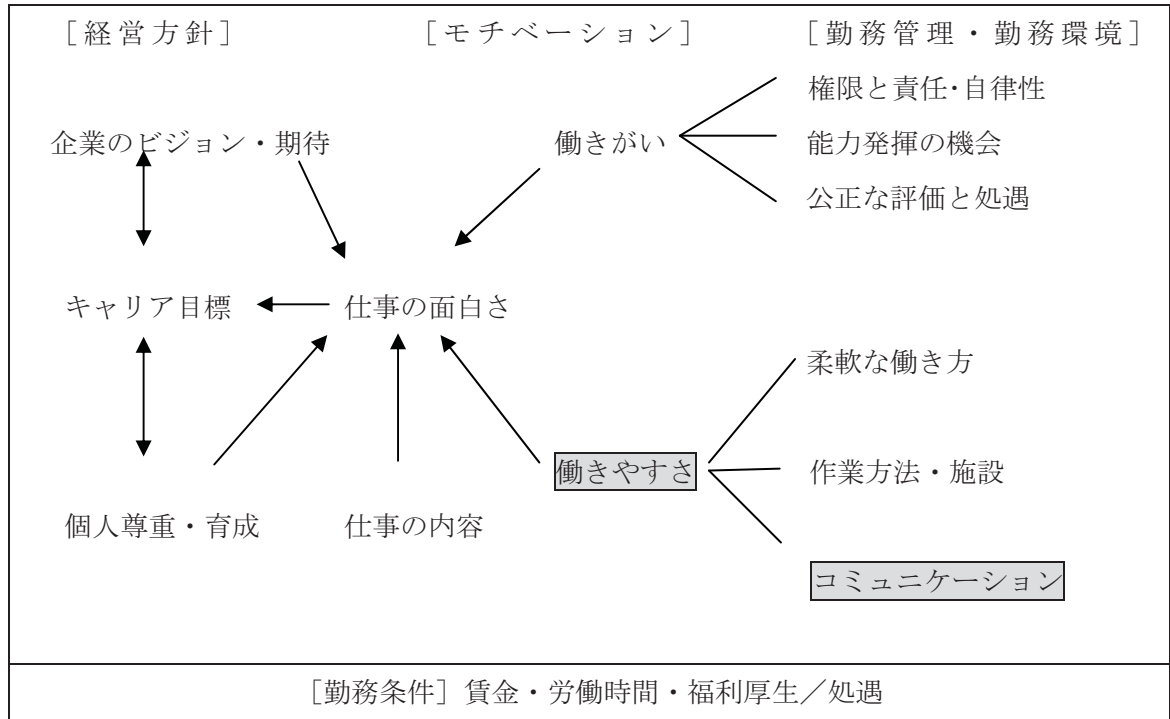 ［経営方針］ ［モチベーション］ ［勤務管理・勤務環境］
権限と責任・自律性
企業のビジョン・期待 働きがい 能力発揮の機会
公正な評価と処遇
キャリア目標 仕事の面白さ
柔軟な働き方
働きやすさ 作業方法・施設
個人尊重・育成 仕事の内容
コミュニケーション
［勤務条件］賃金・労働時間・福利厚生／処遇